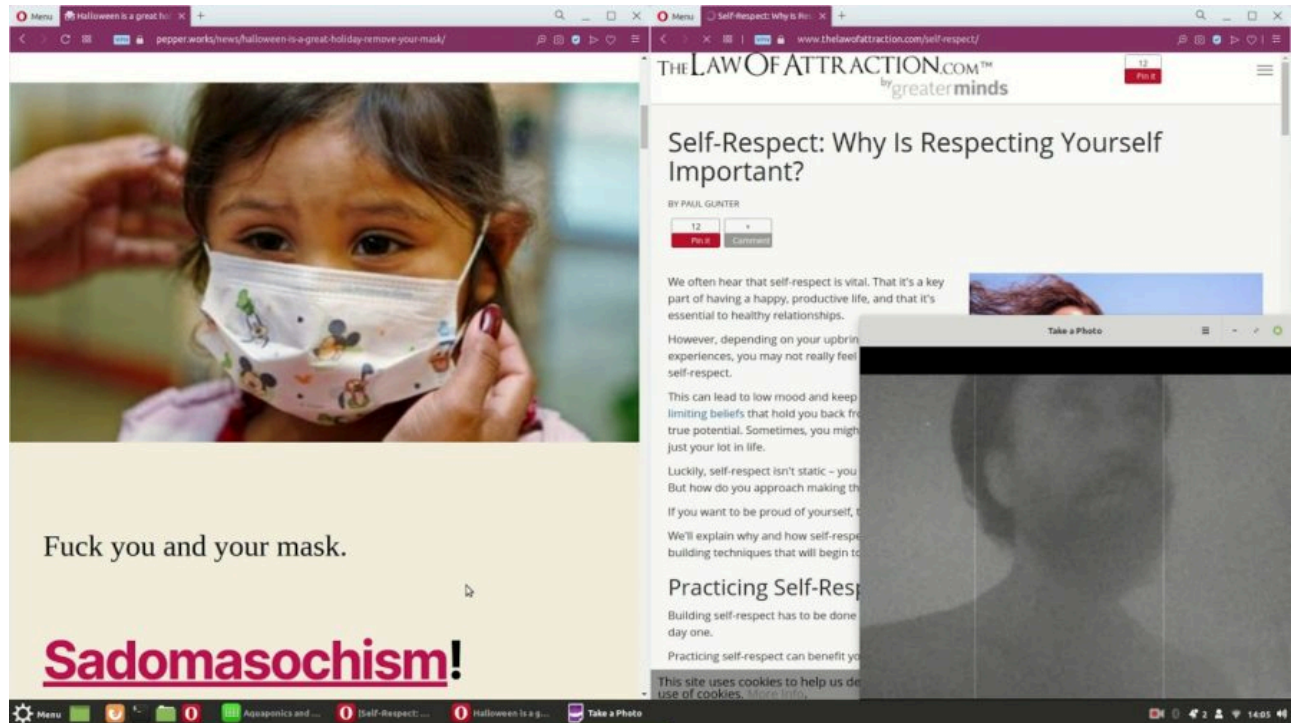 Menu
Halloween is a great hol
pepper.works/news/halloween-is-a-great-holiday-remove-your-mask/
Fuck you and your mask.
Sadomasochism!
Menu
Self-Respect: Why Is Res
www.thelawofattraction.com/self-respect/
THELAWOFATTRACTION.COM™
by greaterminds
12
Pin it
Self-Respect: Why Is Respecting Yourself
Important?
BY PAUL GUNTER
12
Pin it
+
Comment
We often hear that self-respect is vital. That it's a key
part of having a happy, productive life, and that it's
essential to healthy relationships.
However, depending on your upbrin
experiences, you may not really feel
self-respect.
This can lead to low mood and keep
limiting beliefs that hold you back fr
true potential. Sometimes, you migh
just your lot in life.
Luckily, self-respect isn't static – you
But how do you approach making th
If you want to be proud of yourself, t
We'll explain why and how self-respe
building techniques that will begin to
Practicing Self-Resp
Building self-respect has to be done
day one.
Practicing self-respect can benefit yo
This site uses cookies to help us de
use of cookies. More Info.
Take a Photo
Menu
Aquaponics and ...
[Self-Respect: ...
Halloween is a g...
Take a Photo
2
14:05